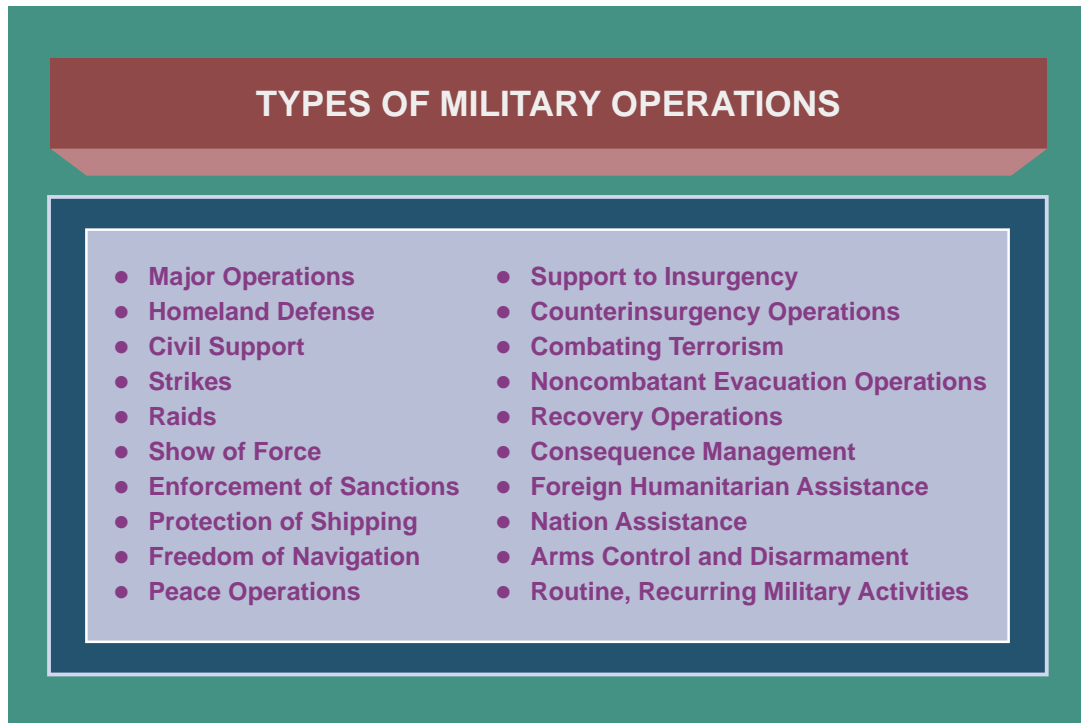 TYPES OF MILITARY OPERATIONS
Major Operations
Homeland Defense
Civil Support
Strikes
Raids
Show of Force
Enforcement of Sanctions
Protection of Shipping
Freedom of Navigation
Peace Operations
Support to Insurgency
Counterinsurgency Operations
Combating Terrorism
Noncombatant Evacuation Operations
Recovery Operations
Consequence Management
Foreign Humanitarian Assistance
Nation Assistance
Arms Control and Disarmament
Routine, Recurring Military Activities